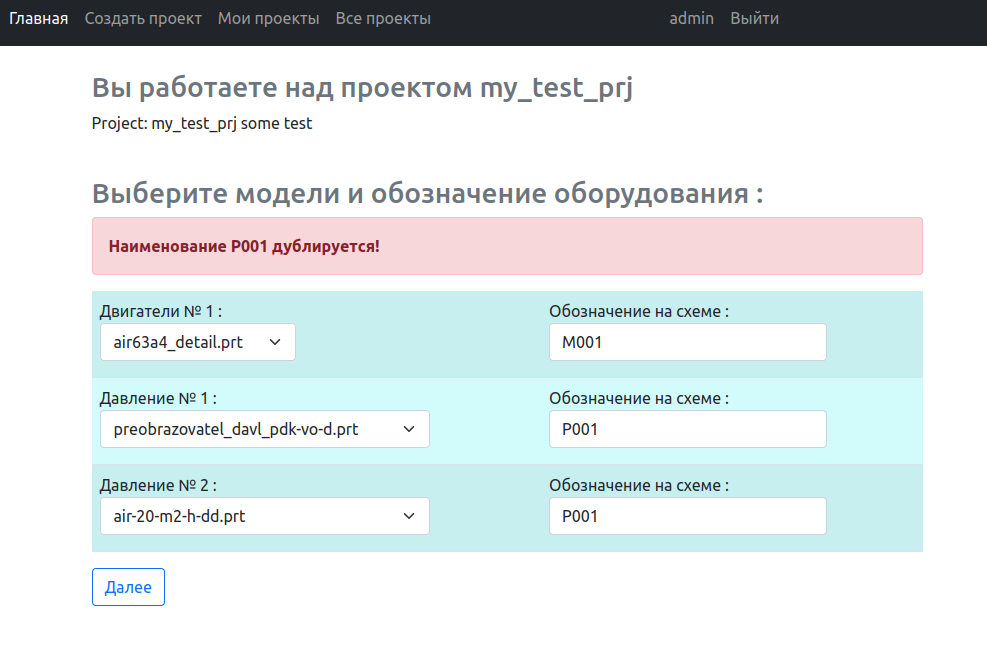 Главная Создать проект Мои проекты Все проекты admin Выйти
Вы работаете над проектом my_test_prj
Project: my_test_prj some test
Выберите модели и обозначение оборудования :
Наименование P001 дублируется!
Двигатели № 1 : Обозначение на схеме :
air63a4_detail.prt M001
Давление № 1 : Обозначение на схеме :
preobrazovatel_davl_pdk-vo-d.prt P001
Давление № 2 : Обозначение на схеме :
air-20-m2-h-dd.prt P001
Далее